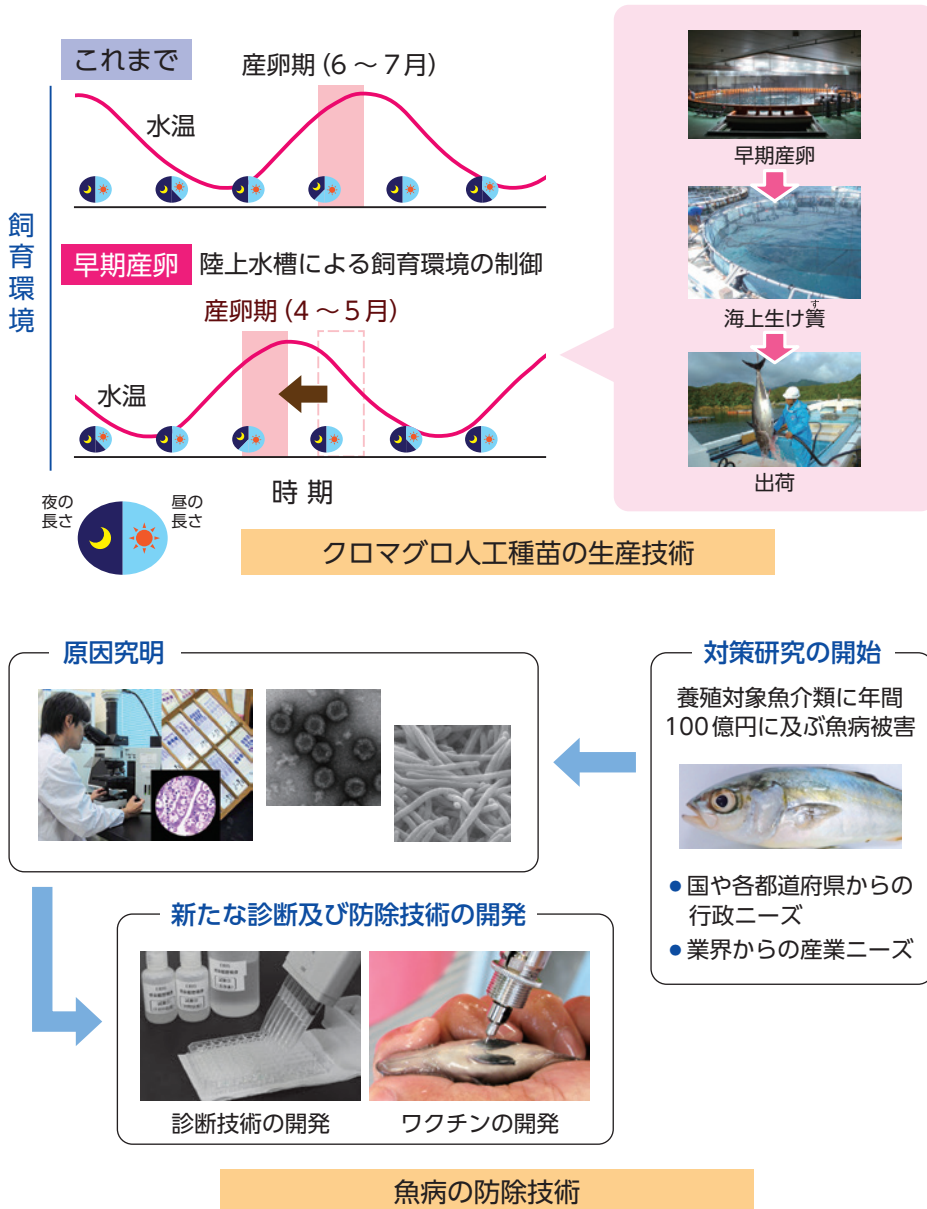 これまで
産卵期(6～7月)
水温
飼育環境
早期産卵
陸上水槽による飼育環境の制御
産卵期(4～5月)
水温
時期
夜の
長さ
昼の
長さ
早期産卵
海上生け簀
す
出荷
クロマグロ人工種苗の生産技術
原因究明
対策研究の開始
養殖対象魚介類に年間
100億円に及ぶ魚病被害
●国や各都道府県からの
行政ニーズ
●業界からの産業ニーズ
新たな診断及び防除技術の開発
診断技術の開発
ワクチンの開発
魚病の防除技術